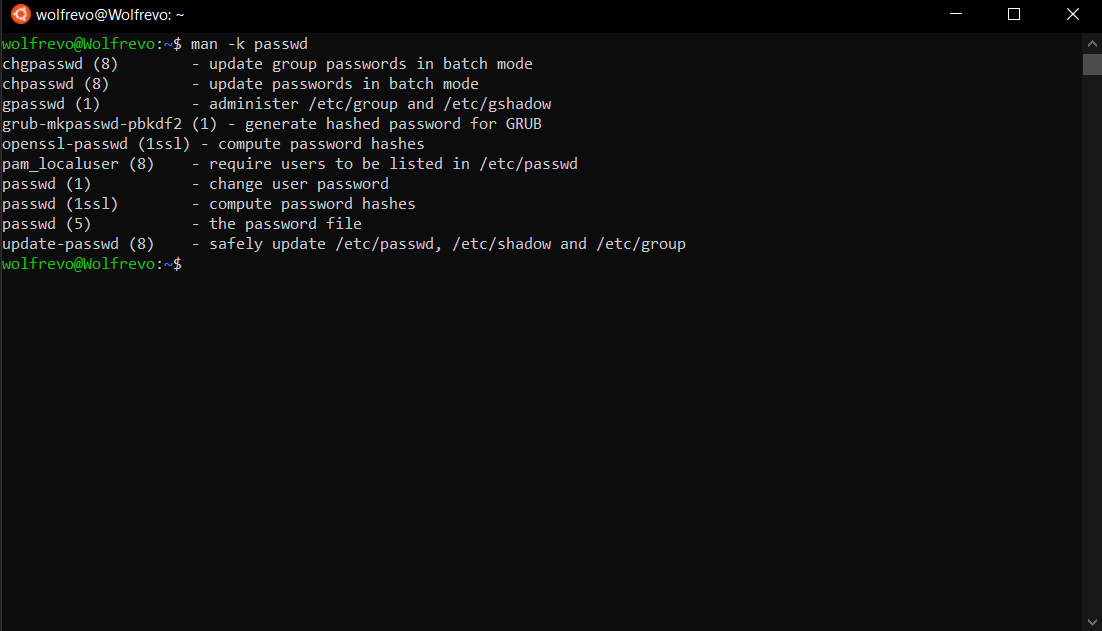 wolfrevo@Wolfrevo: ~
wolfrevo@Wolfrevo:~$ man -k passwd
chgpasswd (8)        - update group passwords in batch mode
chpasswd (8)         - update passwords in batch mode
gpasswd (1)          - administer /etc/group and /etc/gshadow
grub-mkpasswd-pbkdf2 (1) - generate hashed password for GRUB
openssl-passwd (1ssl) - compute password hashes
pam_localuser (8)    - require users to be listed in /etc/passwd
passwd (1)           - change user password
passwd (1ssl)        - compute password hashes
passwd (5)           - the password file
update-passwd (8)    - safely update /etc/passwd, /etc/shadow and /etc/group
wolfrevo@Wolfrevo:~$